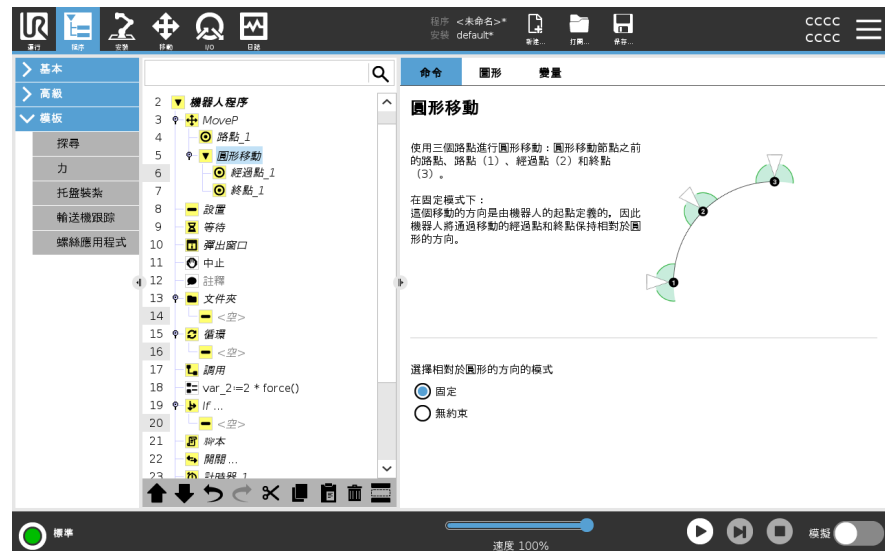 程序 <未命名>*
安裝 default*
CCCC
CCCC
運行
程序
安裝
移動
I/O
日誌
新建...
打開...
保存...
基本
高級
模板
探尋
力
托盤裝紮
輸送機跟踪
螺絲應用程式
2 機器人程序
3 MoveP
4 路點_1
5 圓形移動
6 經過點_1
7 終點_1
8 設置
9 等待
10 彈出窗口
11 中止
12 註釋
13 文件夾
14 <空>
15 循環
16 <空>
17 調用
18 var_2≔2 * force()
19 If ...
20 <空>
21 腳本
22 開關 ...
23 計時器_1
命令
圖形
變量
圓形移動
使用三個路點進行圓形移動：圓形移動節點之前
的路點、路點（1）、經過點（2）和終點
（3）。
在固定模式下：
這個移動的方向是由機器人的起點定義的，因此
機器人將通過移動的經過點和終點保持相對於圓
形的方向。
1
2
3
選擇相對於圓形的方向的模式
固定
無約束
標準
速度 100%
模擬